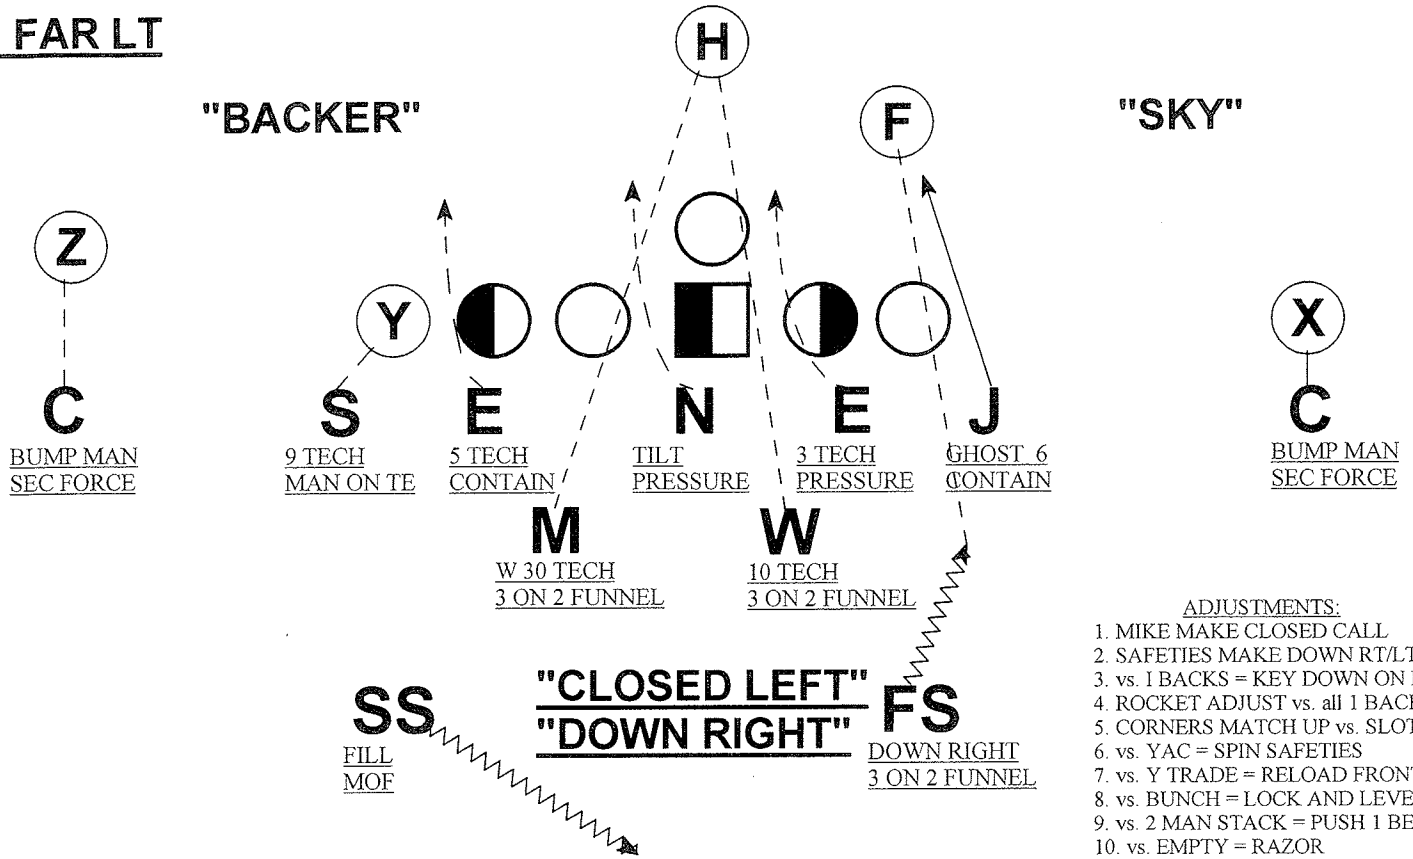 FAR LT
H
"BACKER"
F
"SKY"
Z
Y
X
C
S
E
N
E
J
C
BUMP MAN
SEC FORCE
9 TECH
MAN ON TE
5 TECH
CONTAIN
TILT
PRESSURE
3 TECH
PRESSURE
GHOST 6
CONTAIN
BUMP MAN
SEC FORCE
M
W 30 TECH
3 ON 2 FUNNEL
W
10 TECH
3 ON 2 FUNNEL
SS
FILL
MOF
"CLOSED LEFT"
"DOWN RIGHT"
FS
DOWN RIGHT
3 ON 2 FUNNEL
ADJUSTMENTS:
1. MIKE MAKE CLOSED CALL
2. SAFETIES MAKE DOWN RT/LT
3. vs. I BACKS = KEY DOWN ON
4. ROCKET ADJUST vs. all 1
5. CORNERS MATCH UP vs.
6. vs. YAC = SPIN SAFETIES
7. vs. Y TRADE = RELOAD
8. vs. BUNCH = LOCK AND
9. vs. 2 MAN STACK = PUSH 1
10. vs. EMPTY = RAZOR